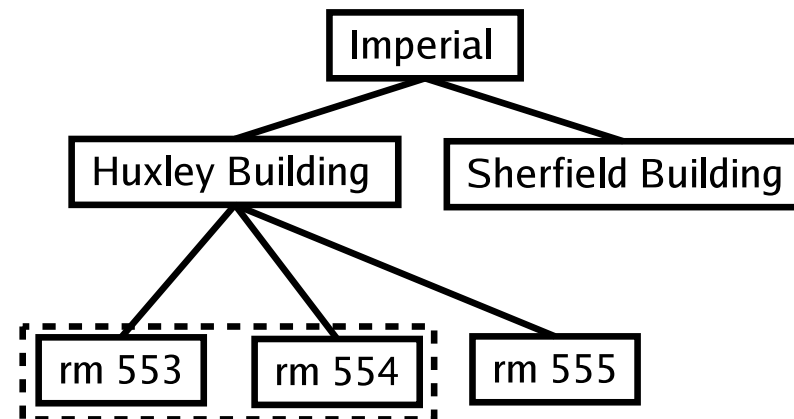 Imperial
Huxley Building
Sherfield Building
rm 553
rm 554
rm 555